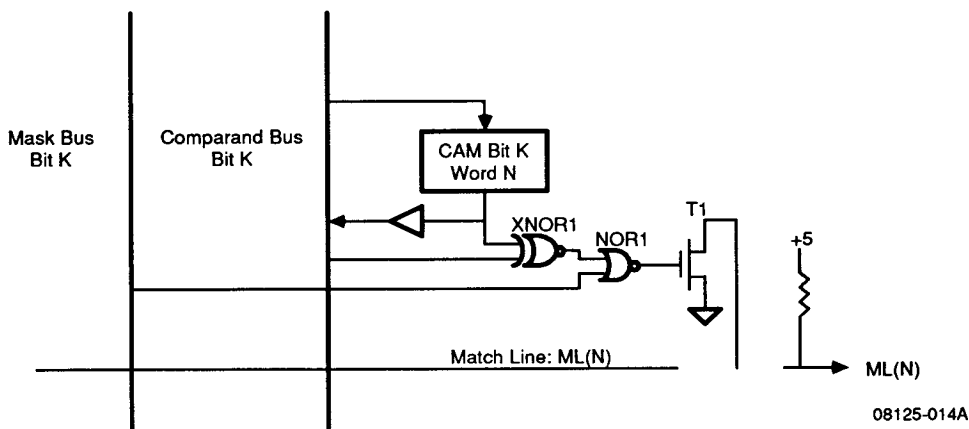 Mask Bus
Bit K
Comparand Bus
Bit K
CAM Bit K
Word N
XNOR1
NOR1
T1
+5
Match Line: ML(N)
ML(N)
08125-014A